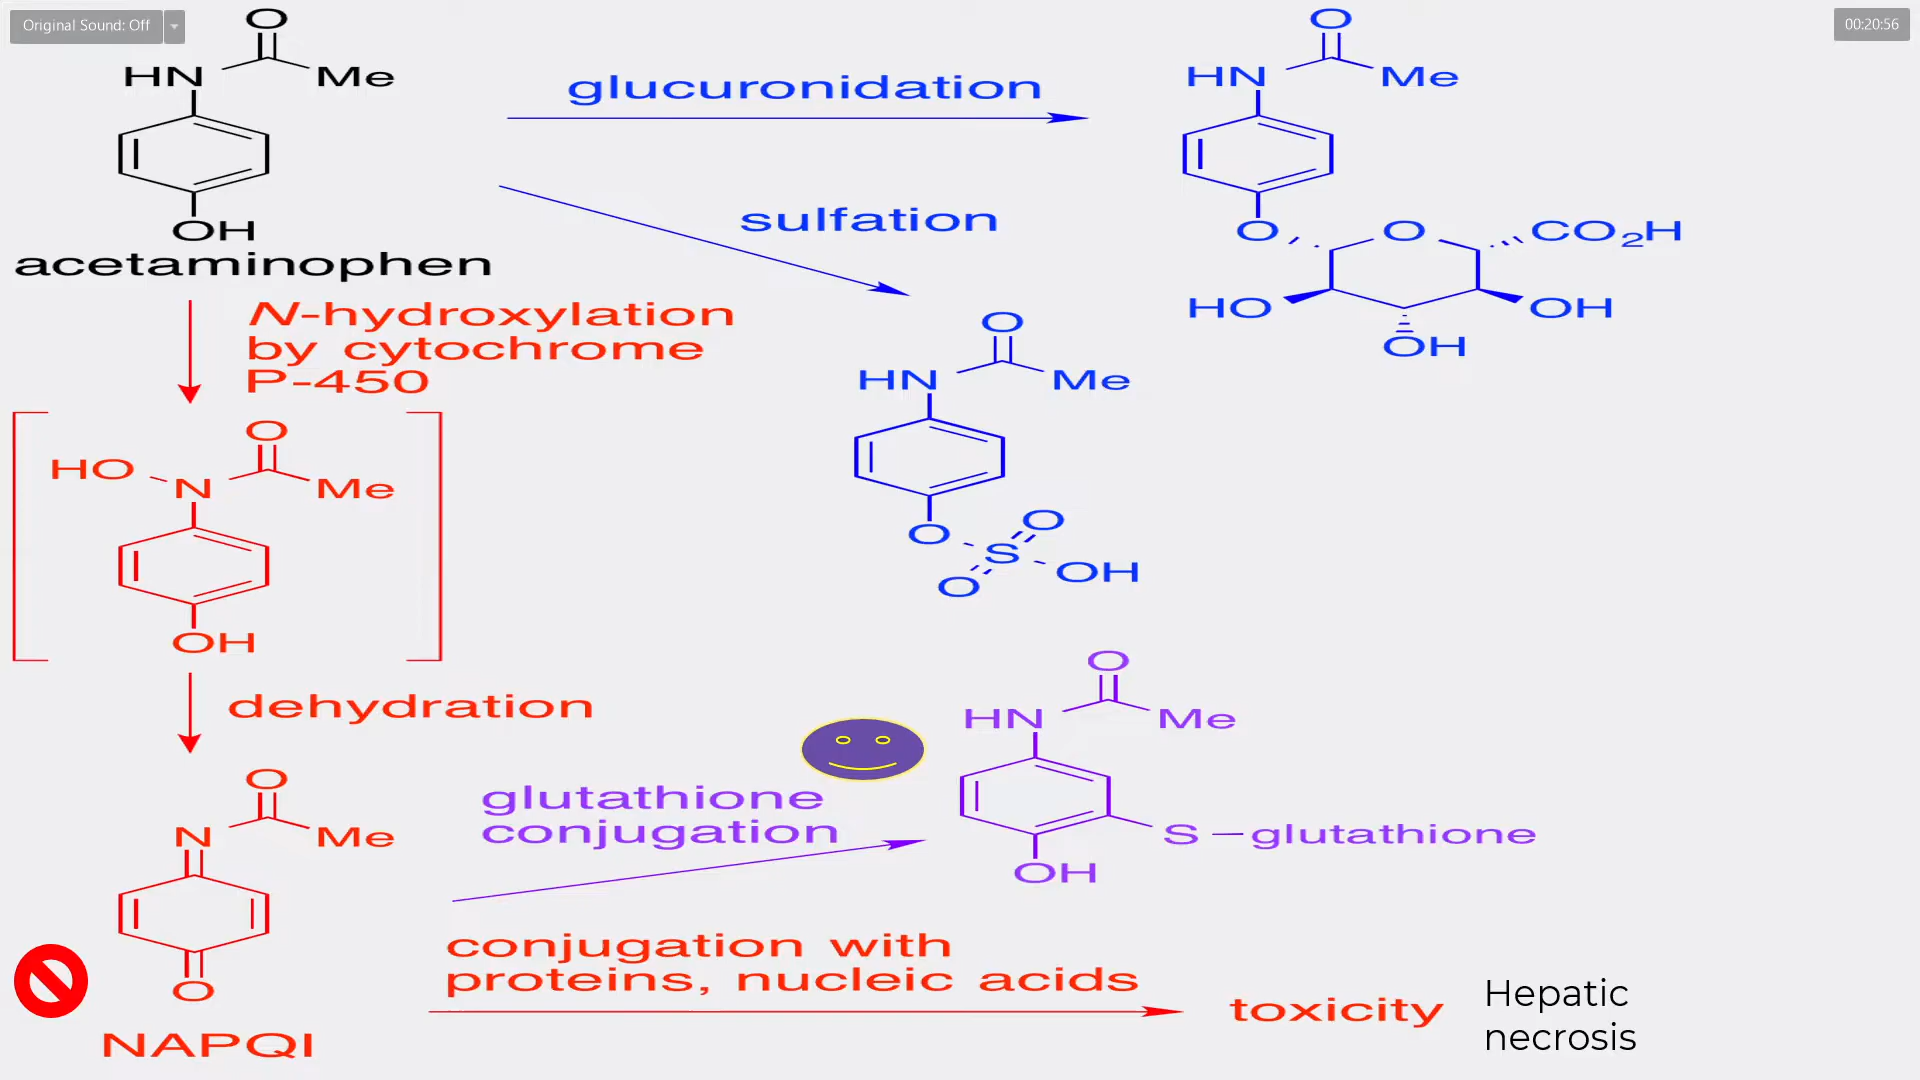 Original Sound: Off
00:20:56
O
HN
Me
OH
acetaminophen
glucuronidation
O
HN
Me
O
O
CO2H
HO
OH
OH
sulfation
O
HN
Me
O
O
S
O
OH
N-hydroxylation
by cytochrome
P-450
O
HO
N
Me
OH
dehydration
O
N
Me
O
NAPQI
glutathione
conjugation
O
HN
Me
S
glutathione
OH
conjugation with
proteins, nucleic acids
toxicity
Hepatic
necrosis